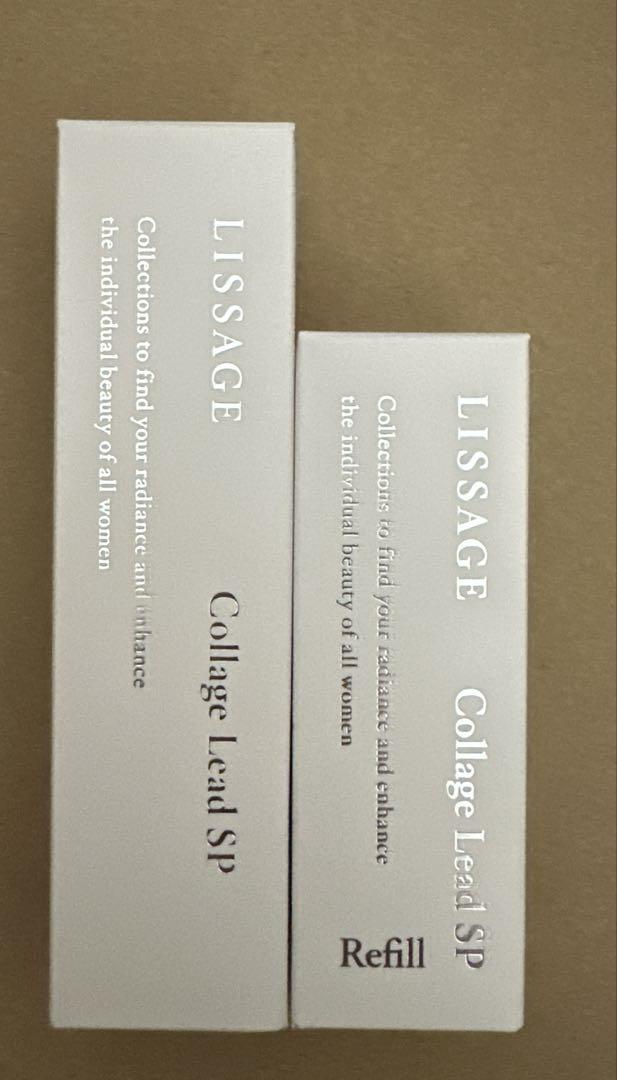 LISSAGE
Collections to find your radiance and enhance
the individual beauty of all women
Collage Lead SP
LISSAGE
Collections to find your radiance and enhance
the individual beauty of all women
Collage Lead SP
Refill